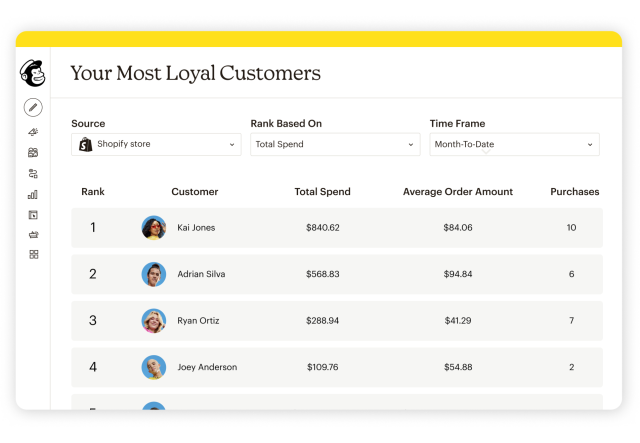 Your Most Loyal Customers
Source Rank Based On Time Frame
Shopify store Total Spend Month-To-Date
Rank Customer Total Spend Average Order Amount Purchases
1 Kai Jones $840.62 $84.06 10
2 Adrian Silva $568.83 $94.84 6
3 Ryan Ortiz $288.94 $41.29 7
4 Joey Anderson $109.76 $54.88 2